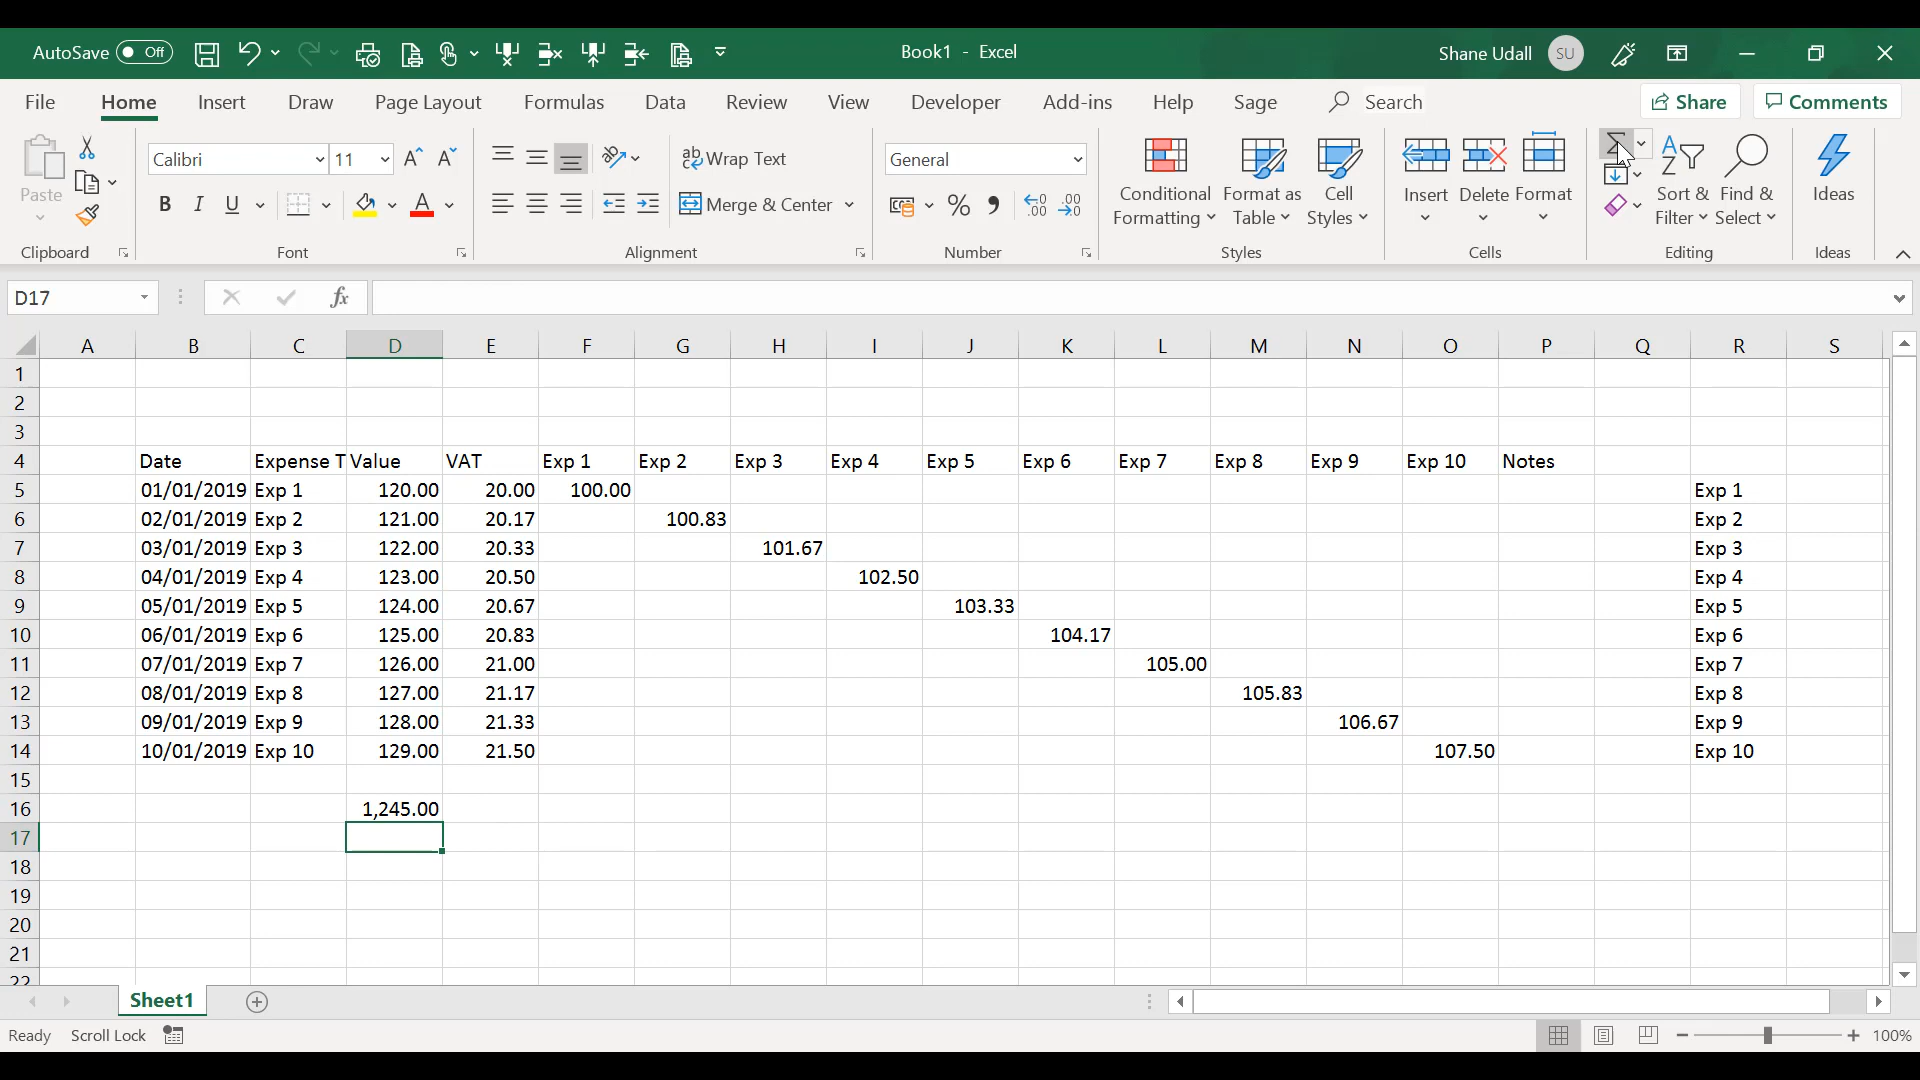 AutoSave Off Book1 - Excel Shane Udall SU
File Home Insert Draw Page Layout Formulas Data Review View Developer Add-ins Help Sage Search Share Comments
Paste Calibri 11 Wrap Text General Conditional Formatting Format as Table Cell Styles Insert Delete Format Sort & Filter Find & Select Ideas
B I U Merge & Center
Clipboard Font Alignment Number Styles Cells Editing Ideas
D17 fx
A B C D E F G H I J K L M N O P Q R S
1
2
3
4 Date Expense T Value VAT Exp 1 Exp 2 Exp 3 Exp 4 Exp 5 Exp 6 Exp 7 Exp 8 Exp 9 Exp 10 Notes
5 01/01/2019 Exp 1 120.00 20.00 100.00 Exp 1
6 02/01/2019 Exp 2 121.00 20.17 100.83 Exp 2
7 03/01/2019 Exp 3 122.00 20.33 101.67 Exp 3
8 04/01/2019 Exp 4 123.00 20.50 102.50 Exp 4
9 05/01/2019 Exp 5 124.00 20.67 103.33 Exp 5
10 06/01/2019 Exp 6 125.00 20.83 104.17 Exp 6
11 07/01/2019 Exp 7 126.00 21.00 105.00 Exp 7
12 08/01/2019 Exp 8 127.00 21.17 105.83 Exp 8
13 09/01/2019 Exp 9 128.00 21.33 106.67 Exp 9
14 10/01/2019 Exp 10 129.00 21.50 107.50 Exp 10
15
16 1,245.00
17
18
19
20
21
22
Sheet1
Ready Scroll Lock 100%